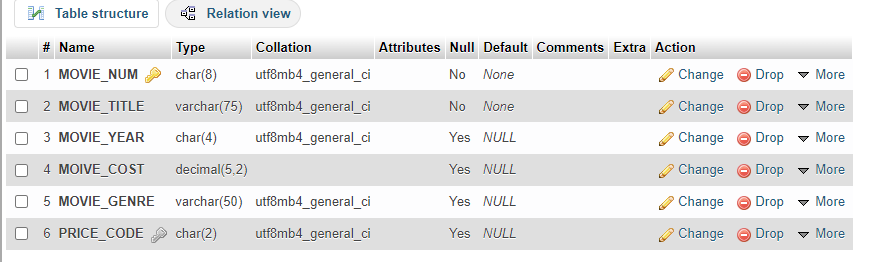 Table structure Relation view
# Name Type Collation Attributes Null Default Comments Extra Action
1 MOVIE_NUM char(8) utf8mb4_general_ci No None Change Drop More
2 MOVIE_TITLE varchar(75) utf8mb4_general_ci No None Change Drop More
3 MOVIE_YEAR char(4) utf8mb4_general_ci Yes NULL Change Drop More
4 MOIVE_COST decimal(5,2) Yes NULL Change Drop More
5 MOVIE_GENRE varchar(50) utf8mb4_general_ci Yes NULL Change Drop More
6 PRICE_CODE char(2) utf8mb4_general_ci Yes NULL Change Drop More